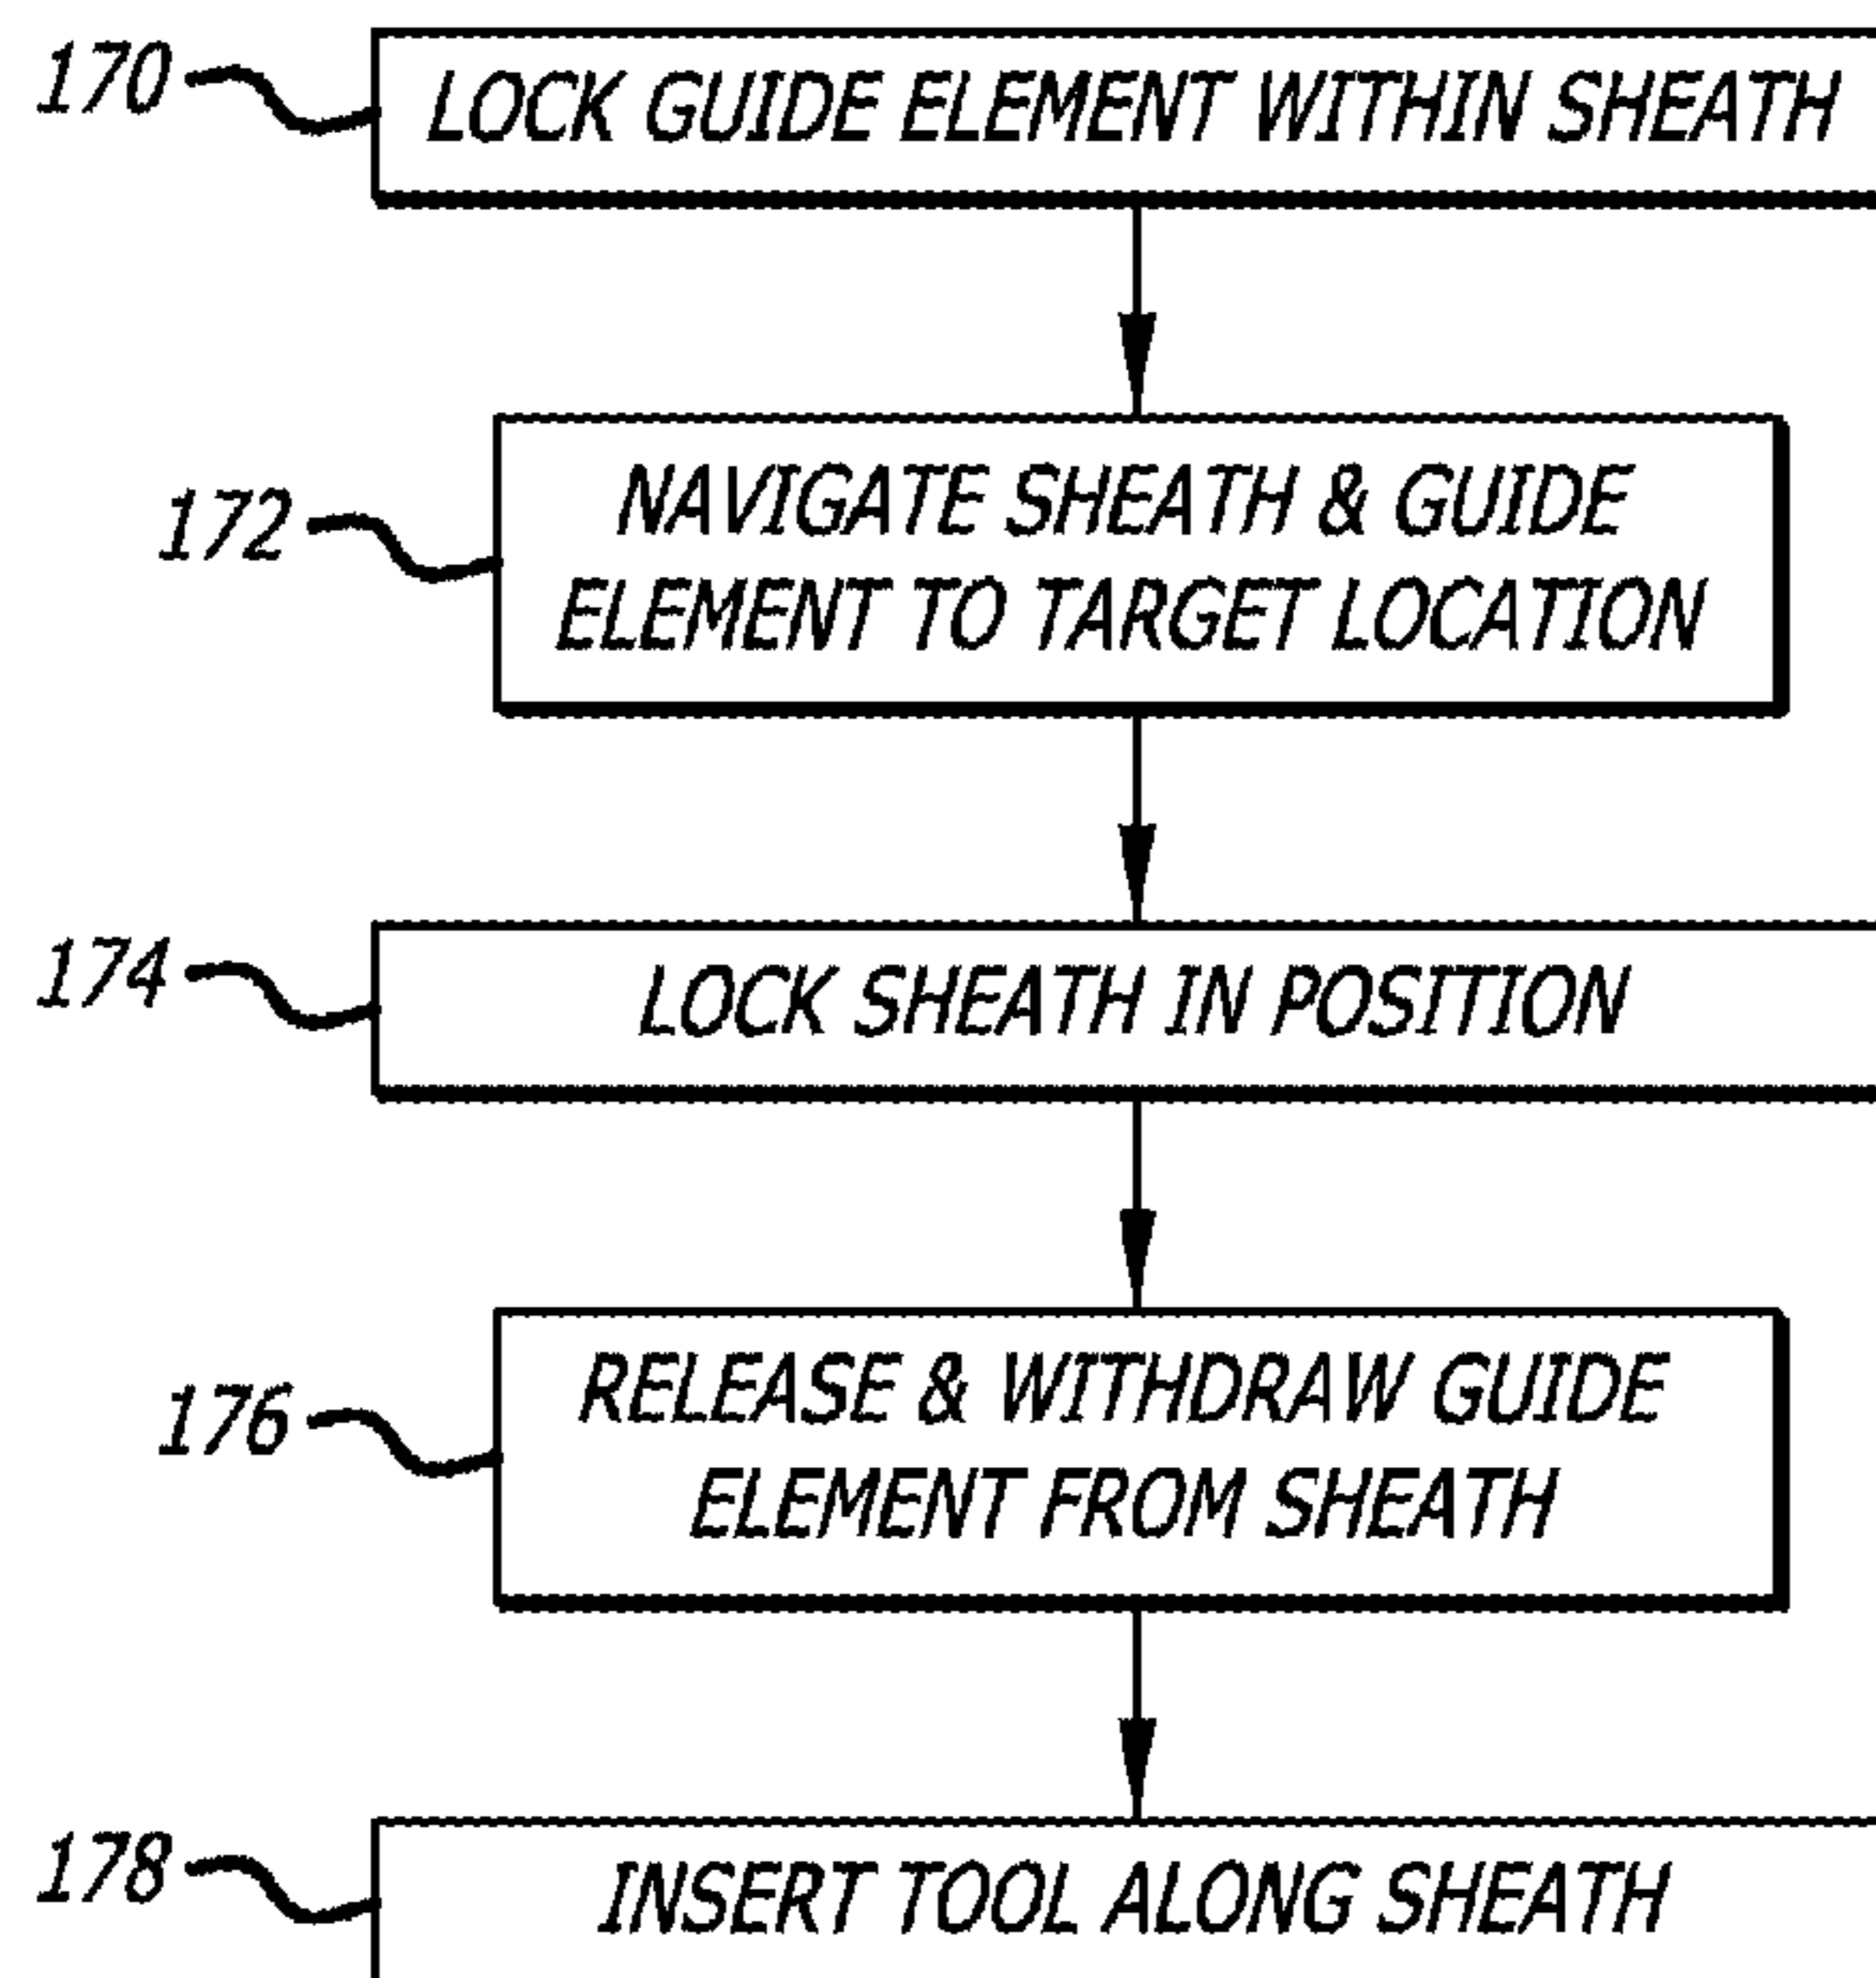 170
LOCK GUIDE ELEMENT WITHIN SHEATH
172
NAVIGATE SHEATH & GUIDE
ELEMENT TO TARGET LOCATION
174
LOCK SHEATH IN POSITION
176
RELEASE & WITHDRAW GUIDE
ELEMENT FROM SHEATH
178
INSERT TOOL ALONG SHEATH